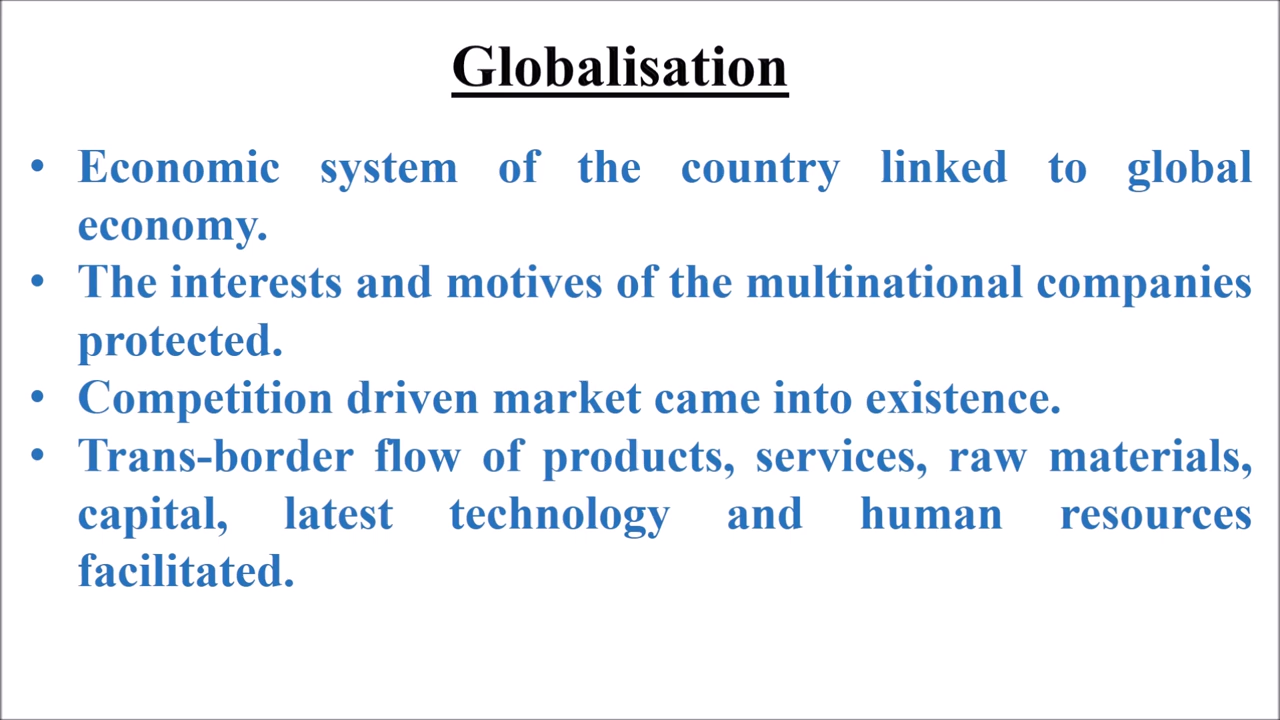 Globalisation
• Economic system of the country linked to global
economy.
• The interests and motives of the multinational companies
protected.
• Competition driven market came into existence.
• Trans-border flow of products, services, raw materials,
capital, latest technology and human resources
facilitated.